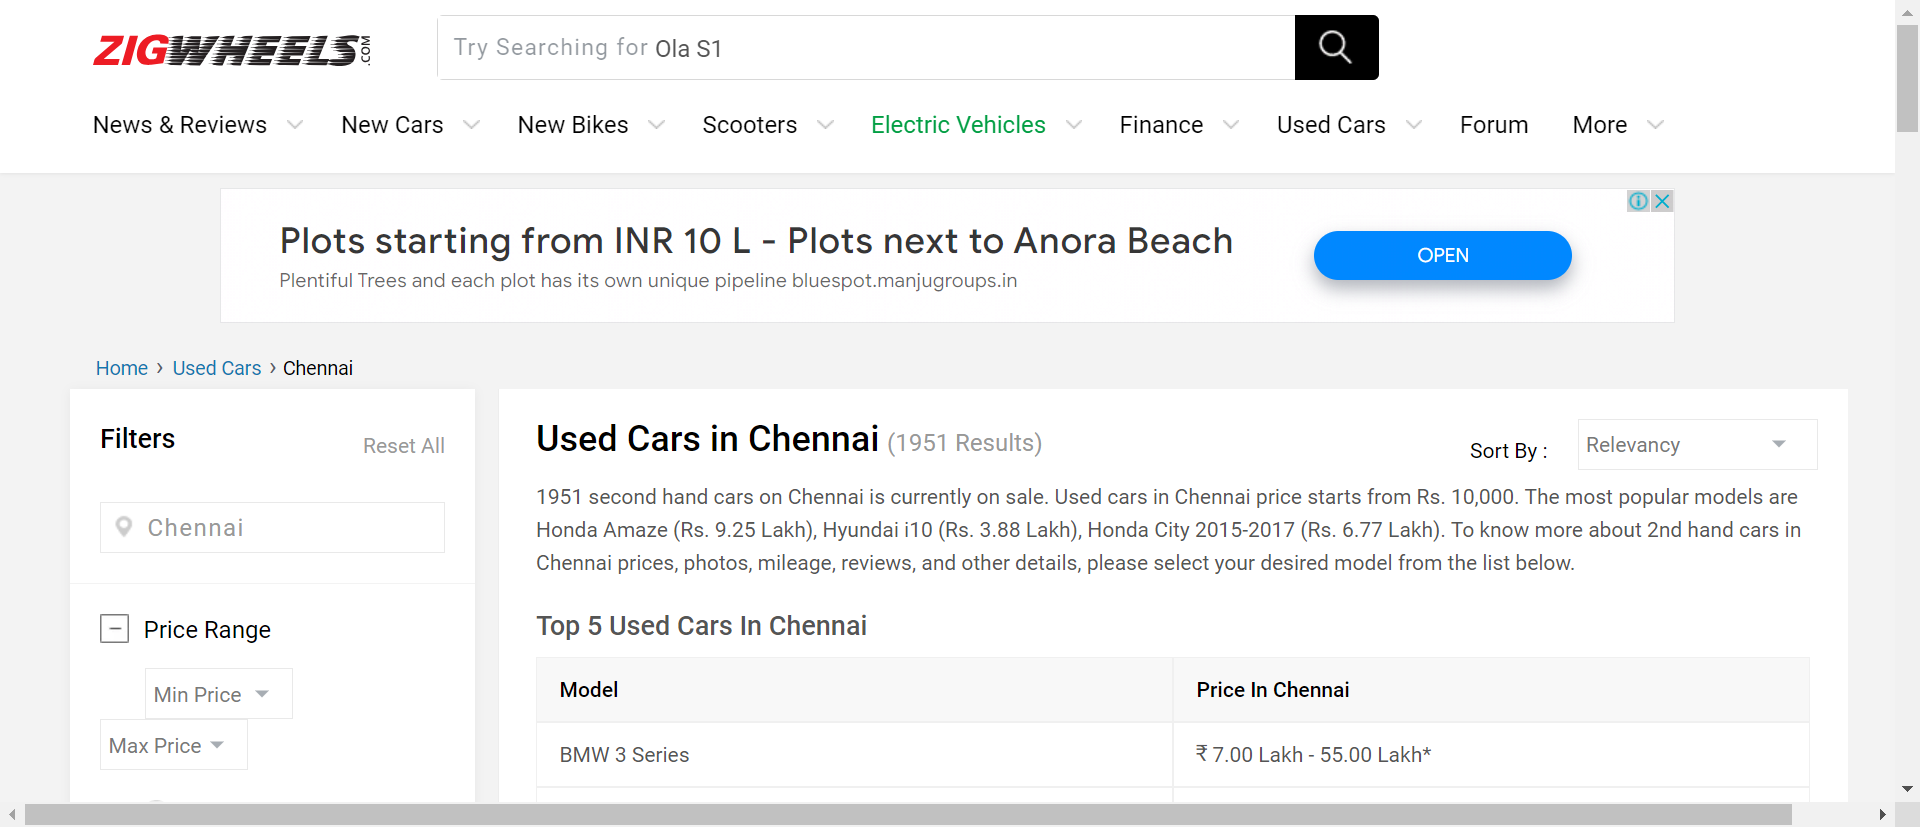 ZIGWHEELS.COM
Try Searching for Ola S1
News & Reviews New Cars New Bikes Scooters Electric Vehicles Finance Used Cars Forum More
Plots starting from INR 10 L - Plots next to Anora Beach
Plentiful Trees and each plot has its own unique pipeline bluespot.manjugroups.in
OPEN
Home › Used Cars › Chennai
Filters
Reset All
Chennai
Price Range
Min Price
Max Price
Used Cars in Chennai (1951 Results)
Sort By :
Relevancy
1951 second hand cars on Chennai is currently on sale. Used cars in Chennai price starts from Rs. 10,000. The most popular models are
Honda Amaze (Rs. 9.25 Lakh), Hyundai i10 (Rs. 3.88 Lakh), Honda City 2015-2017 (Rs. 6.77 Lakh). To know more about 2nd hand cars in
Chennai prices, photos, mileage, reviews, and other details, please select your desired model from the list below.
Top 5 Used Cars In Chennai
Model Price In Chennai
BMW 3 Series ₹ 7.00 Lakh - 55.00 Lakh*